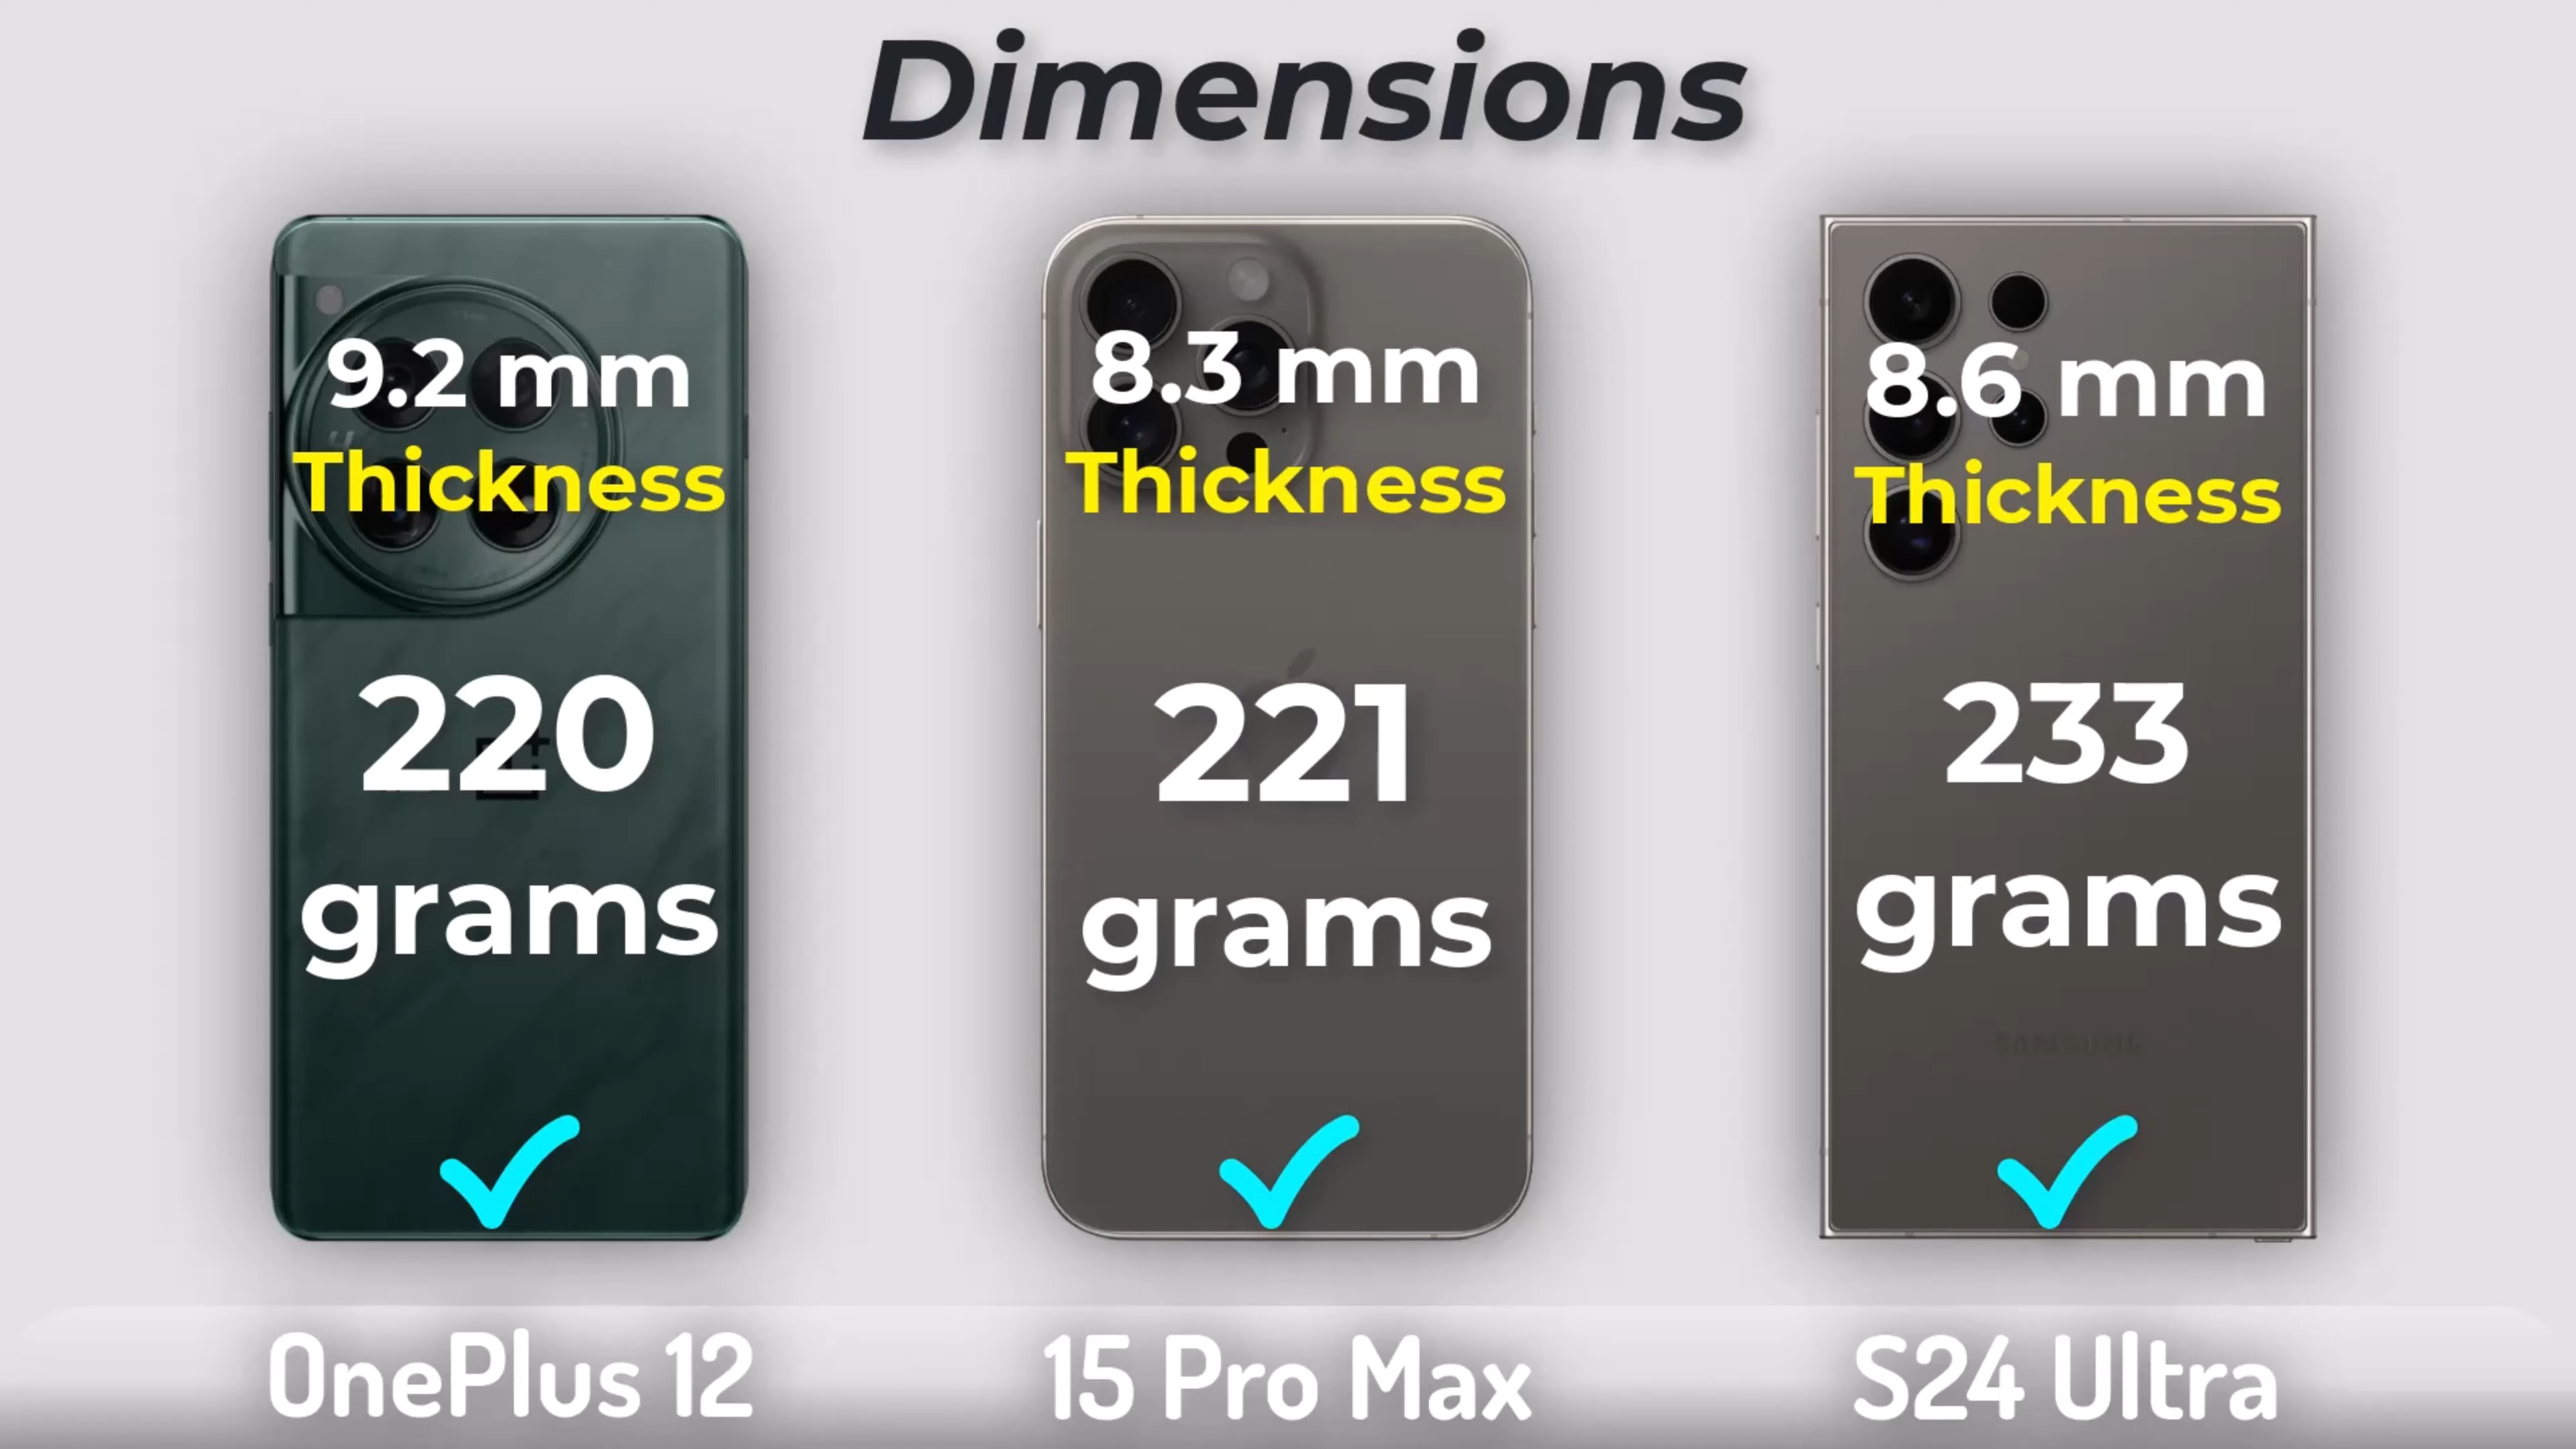 Dimensions
9.2 mm
Thickness
220
grams
OnePlus 12
8.3 mm
Thickness
221
grams
15 Pro Max
8.6 mm
Thickness
233
grams
SAMSUNG
S24 Ultra